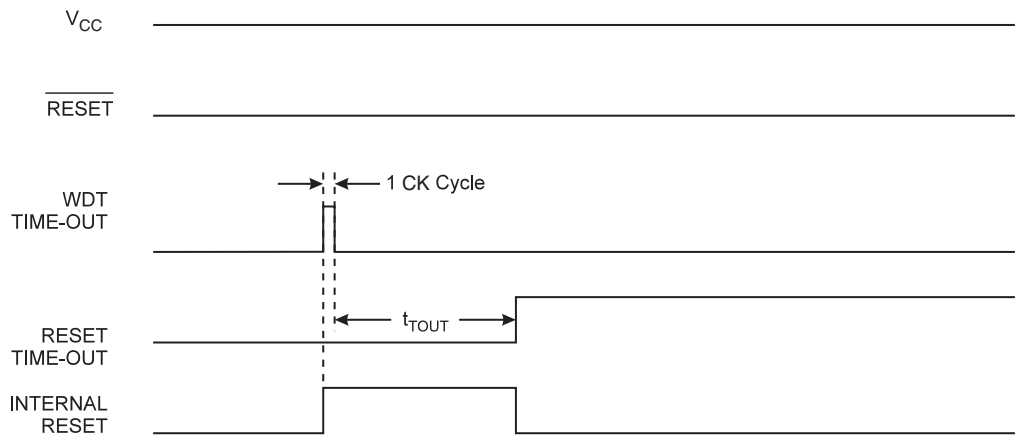 VCC
RESET
1 CK Cycle
WDT
TIME-OUT
tTOUT
RESET
TIME-OUT
INTERNAL
RESET